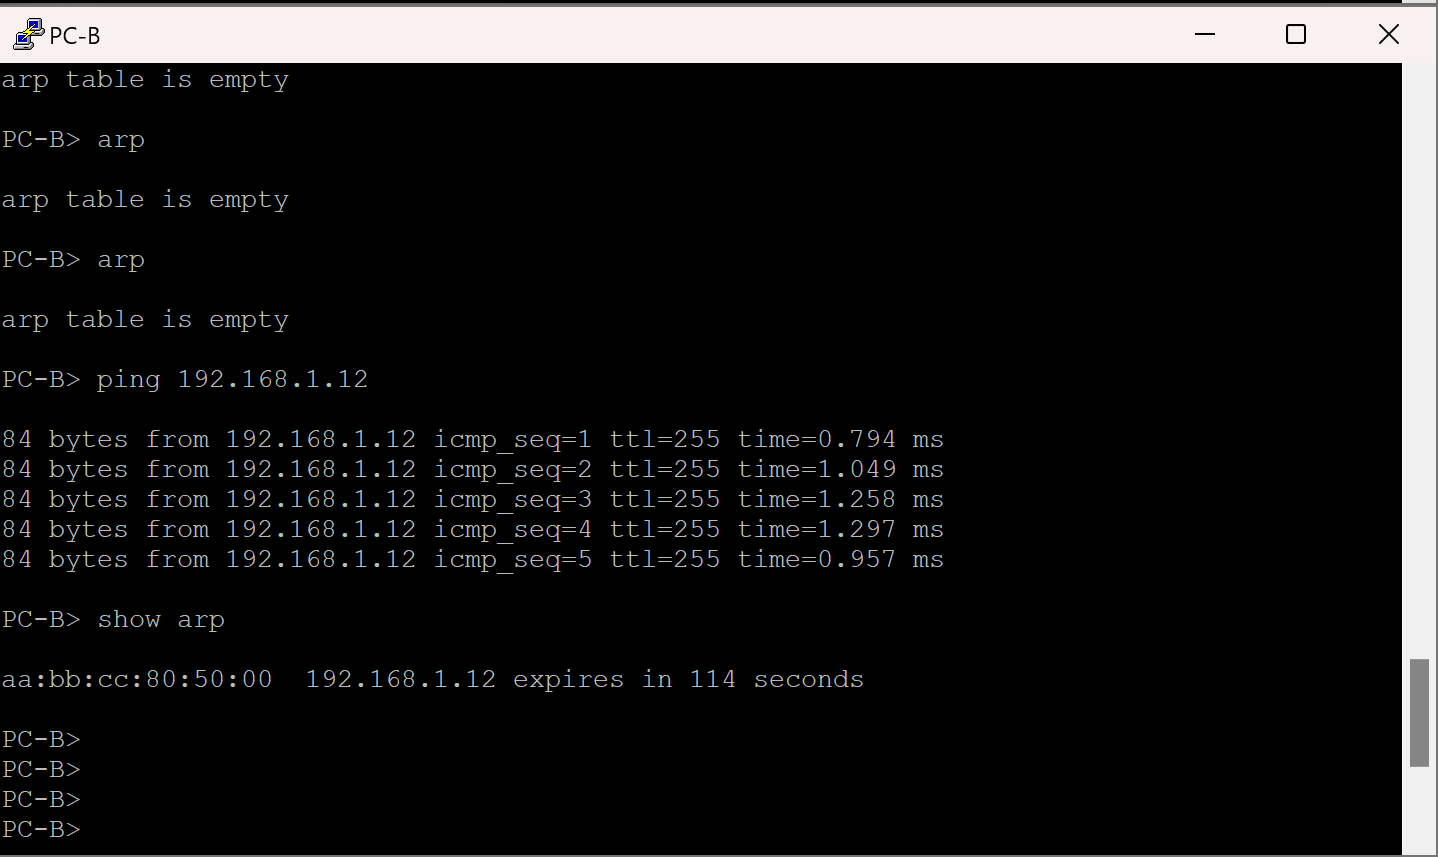 PC-B
arp table is empty
PC-B> arp
arp table is empty
PC-B> arp
arp table is empty
PC-B> ping 192.168.1.12
84 bytes from 192.168.1.12 icmp_seq=1 ttl=255 time=0.794 ms
84 bytes from 192.168.1.12 icmp_seq=2 ttl=255 time=1.049 ms
84 bytes from 192.168.1.12 icmp_seq=3 ttl=255 time=1.258 ms
84 bytes from 192.168.1.12 icmp_seq=4 ttl=255 time=1.297 ms
84 bytes from 192.168.1.12 icmp_seq=5 ttl=255 time=0.957 ms
PC-B> show arp
aa:bb:cc:80:50:00  192.168.1.12 expires in 114 seconds
PC-B>
PC-B>
PC-B>
PC-B>